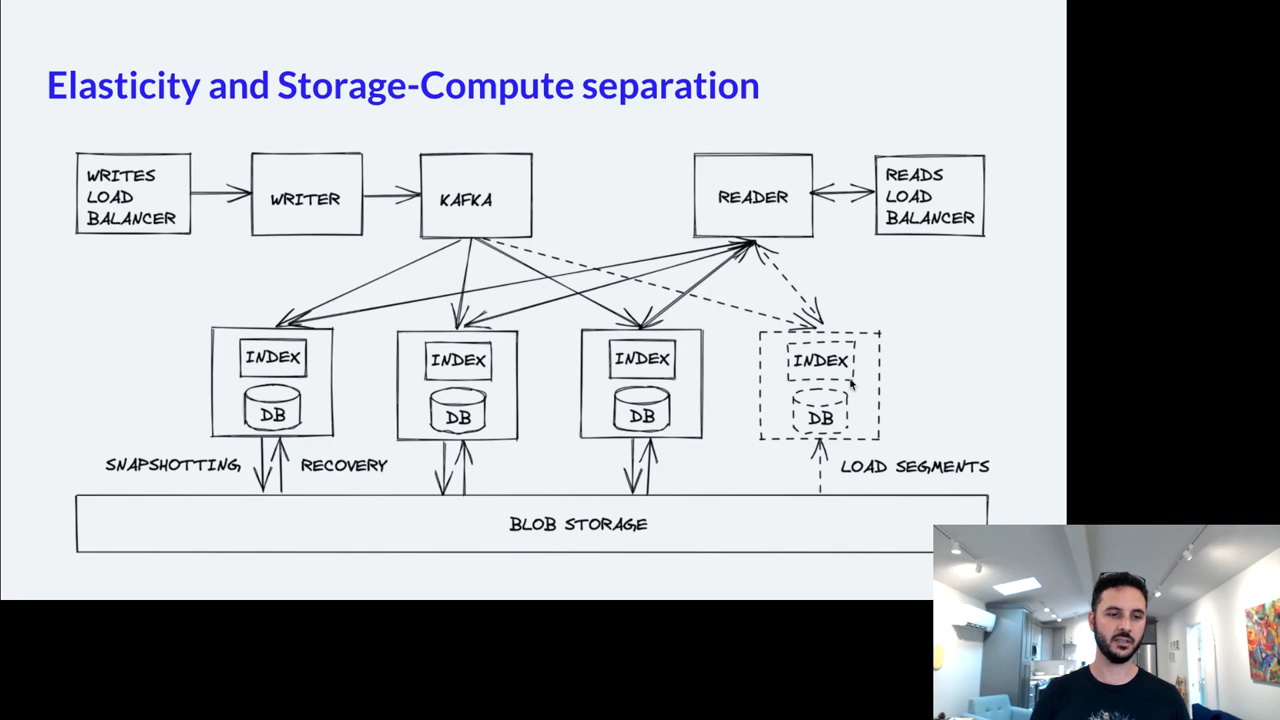 Elasticity and Storage-Compute separation
WRITES
LOAD
BALANCER
WRITER
KAFKA
READER
READS
LOAD
BALANCER
INDEX
DB
INDEX
DB
INDEX
DB
INDEX
DB
SNAPSHOTTING
RECOVERY
LOAD SEGMENTS
BLOB STORAGE